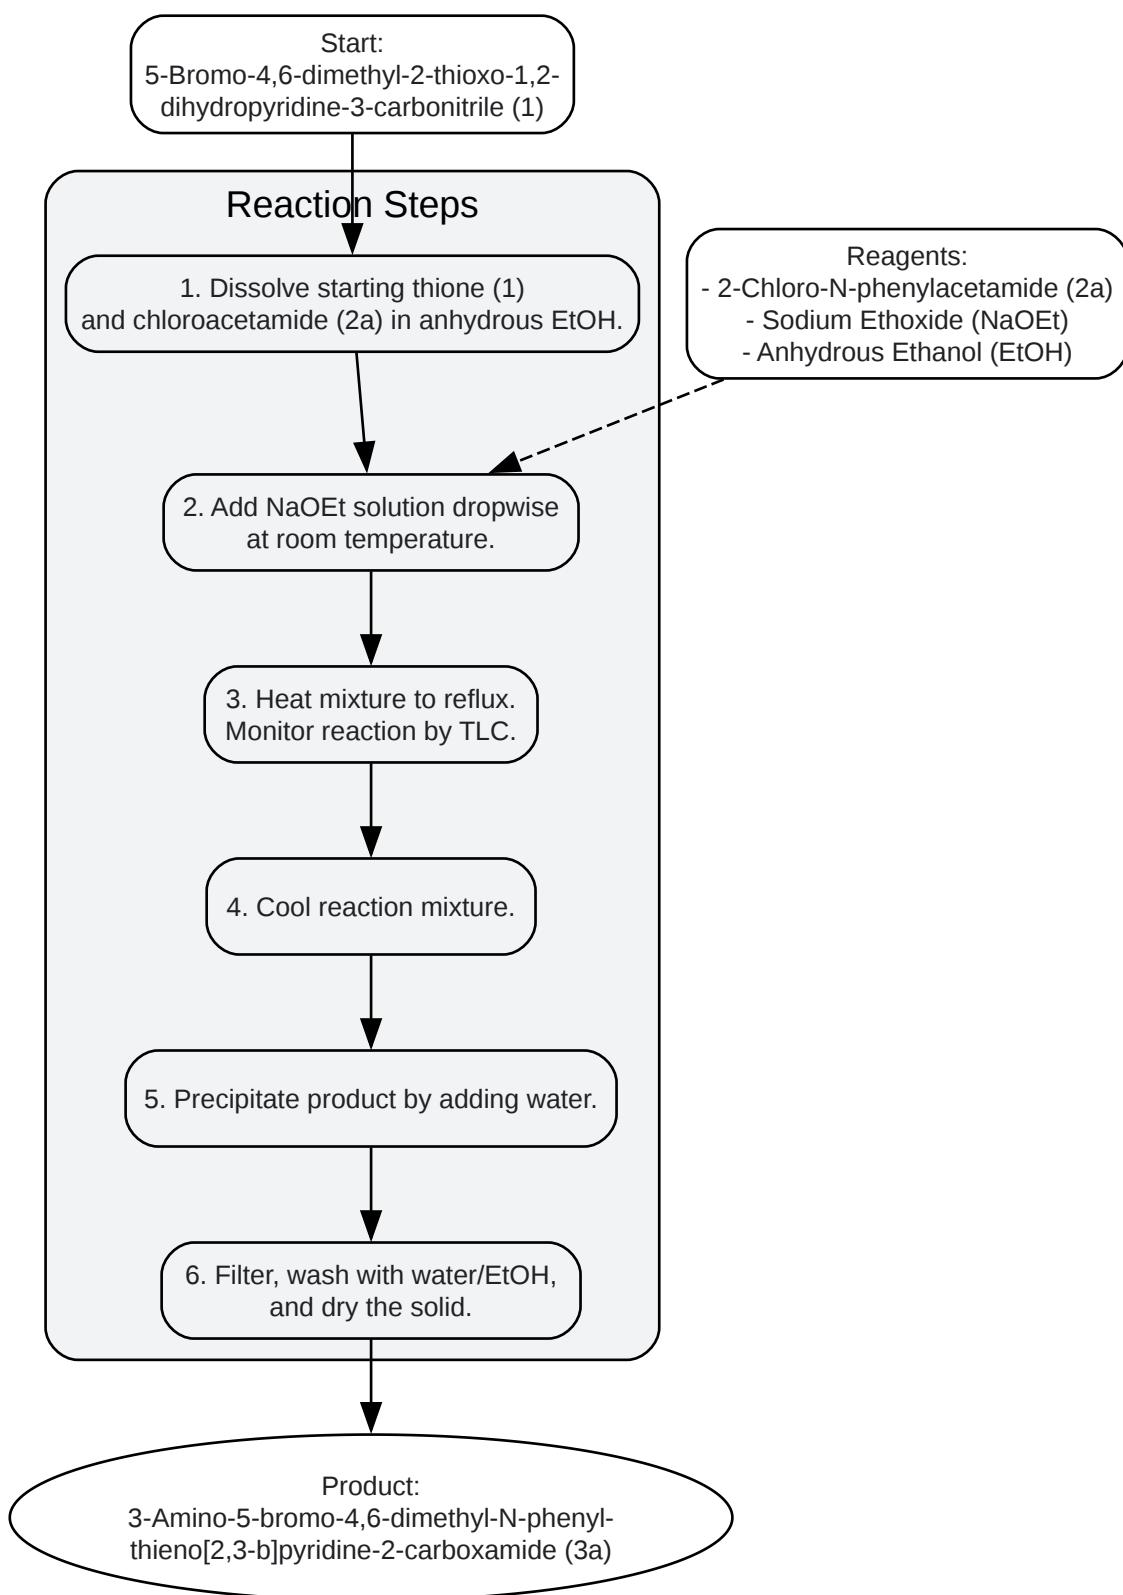 Start:
5-Bromo-4,6-dimethyl-2-thioxo-1,2-
dihydropyridine-3-carbonitrile (1)
Reaction Steps
1. Dissolve starting thione (1)
and chloroacetamide (2a) in anhydrous EtOH.
Reagents:
- 2-Chloro-N-phenylacetamide (2a)
- Sodium Ethoxide (NaOEt)
- Anhydrous Ethanol (EtOH)
2. Add NaOEt solution dropwise
at room temperature.
3. Heat mixture to reflux.
Monitor reaction by TLC.
4. Cool reaction mixture.
5. Precipitate product by adding water.
6. Filter, wash with water/EtOH,
and dry the solid.
Product:
3-Amino-5-bromo-4,6-dimethyl-N-phenyl-
thieno[2,3-b]pyridine-2-carboxamide (3a)